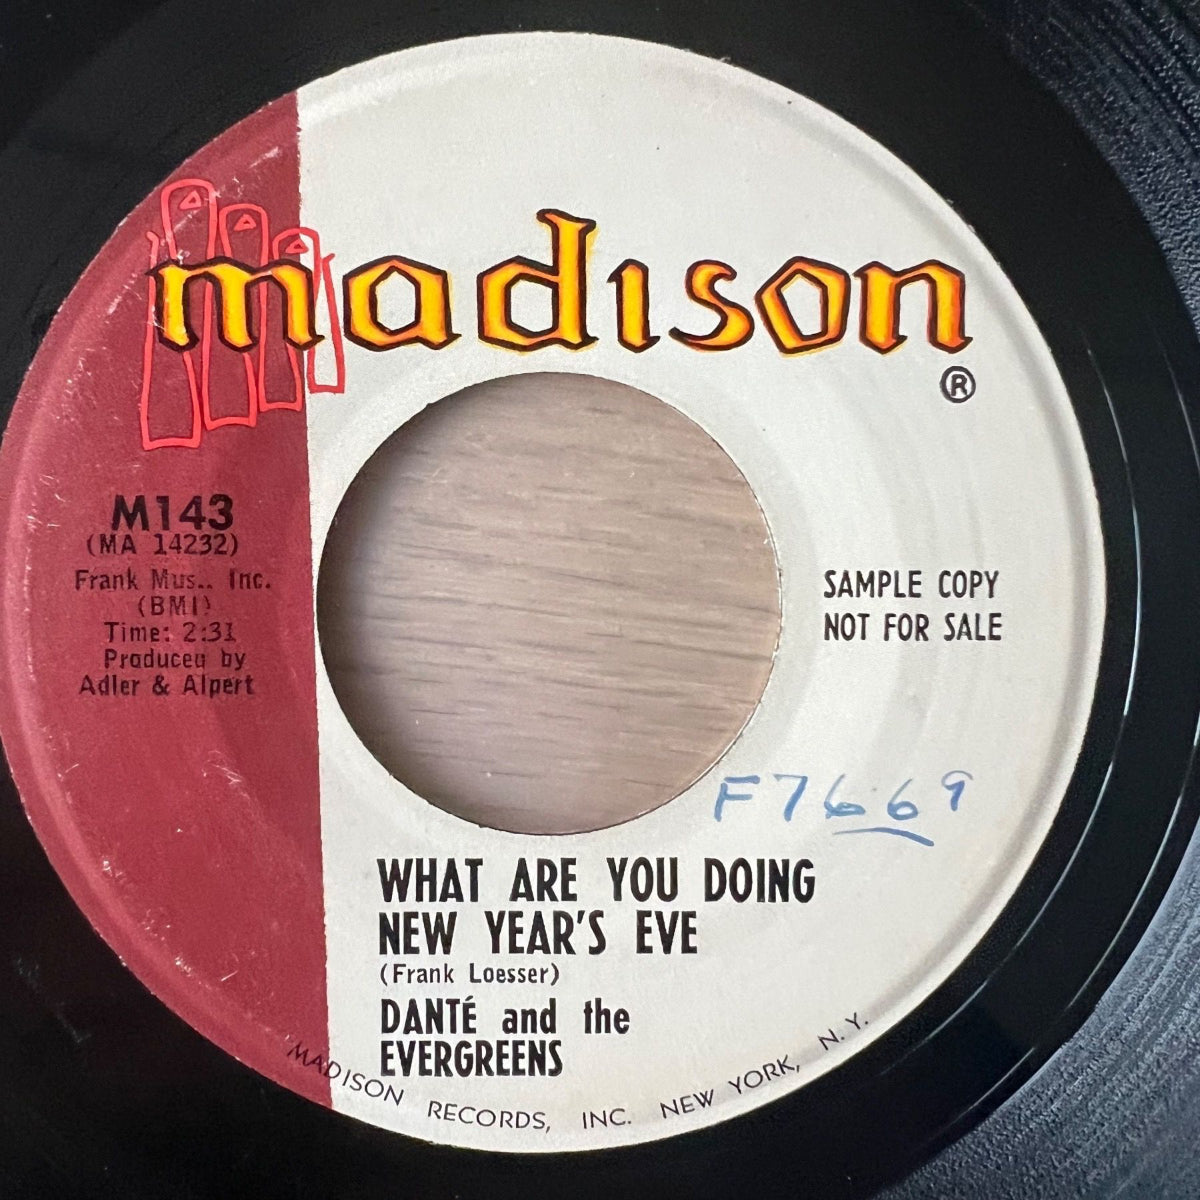 madison
®
M143
(MA 14232)
Frank Mus.. Inc.
(BMI)
Time: 2:31
Produced by
Adler & Alpert
SAMPLE COPY
NOT FOR SALE
F7669
WHAT ARE YOU DOING
NEW YEAR'S EVE
(Frank Loesser)
DANTÉ and the
EVERGREENS
MADISON RECORDS, INC. NEW YORK, N. Y.